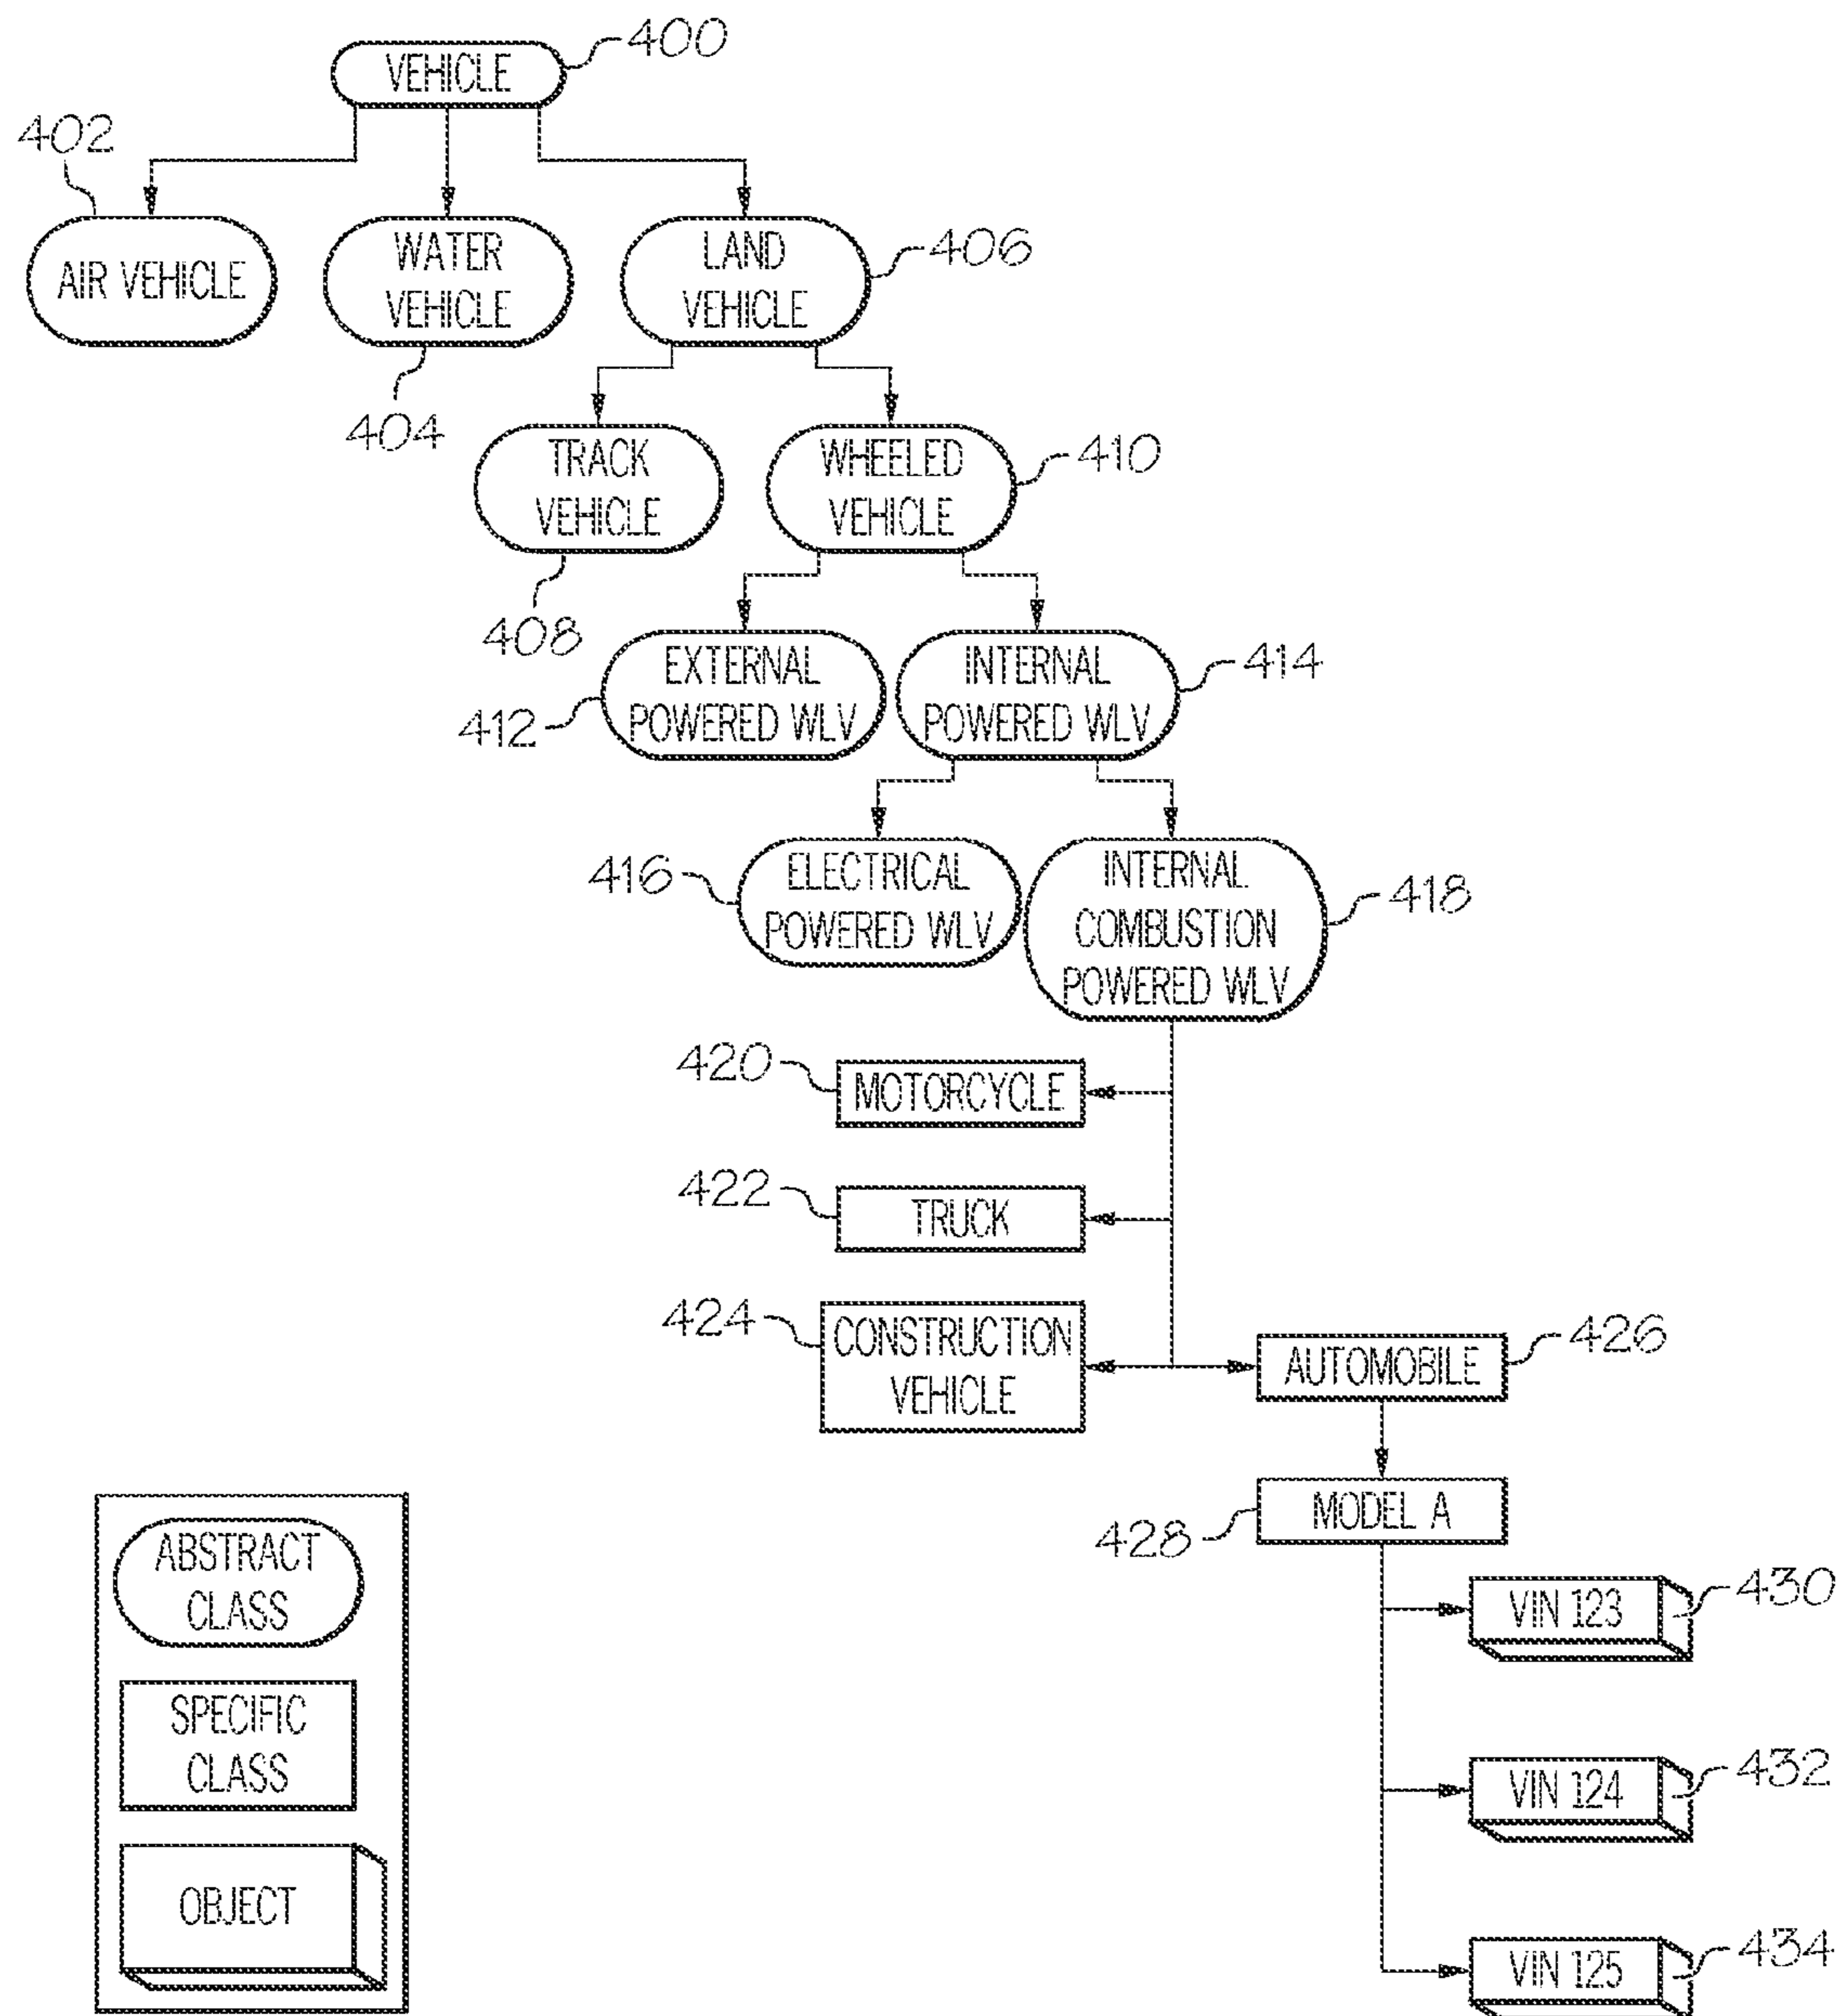 VEHICLE
400
402
AIR VEHICLE
WATER
VEHICLE
404
LAND
VEHICLE
406
TRACK
VEHICLE
408
WHEELED
VEHICLE
410
EXTERNAL
POWERED WLV
412
INTERNAL
POWERED WLV
414
416
ELECTRICAL
POWERED WLV
INTERNAL
COMBUSTION
POWERED WLV
418
420
MOTORCYCLE
422
TRUCK
424
CONSTRUCTION
VEHICLE
AUTOMOBILE
426
MODEL A
428
VIN 123
430
VIN 124
432
VIN 125
434
ABSTRACT
CLASS
SPECIFIC
CLASS
OBJECT